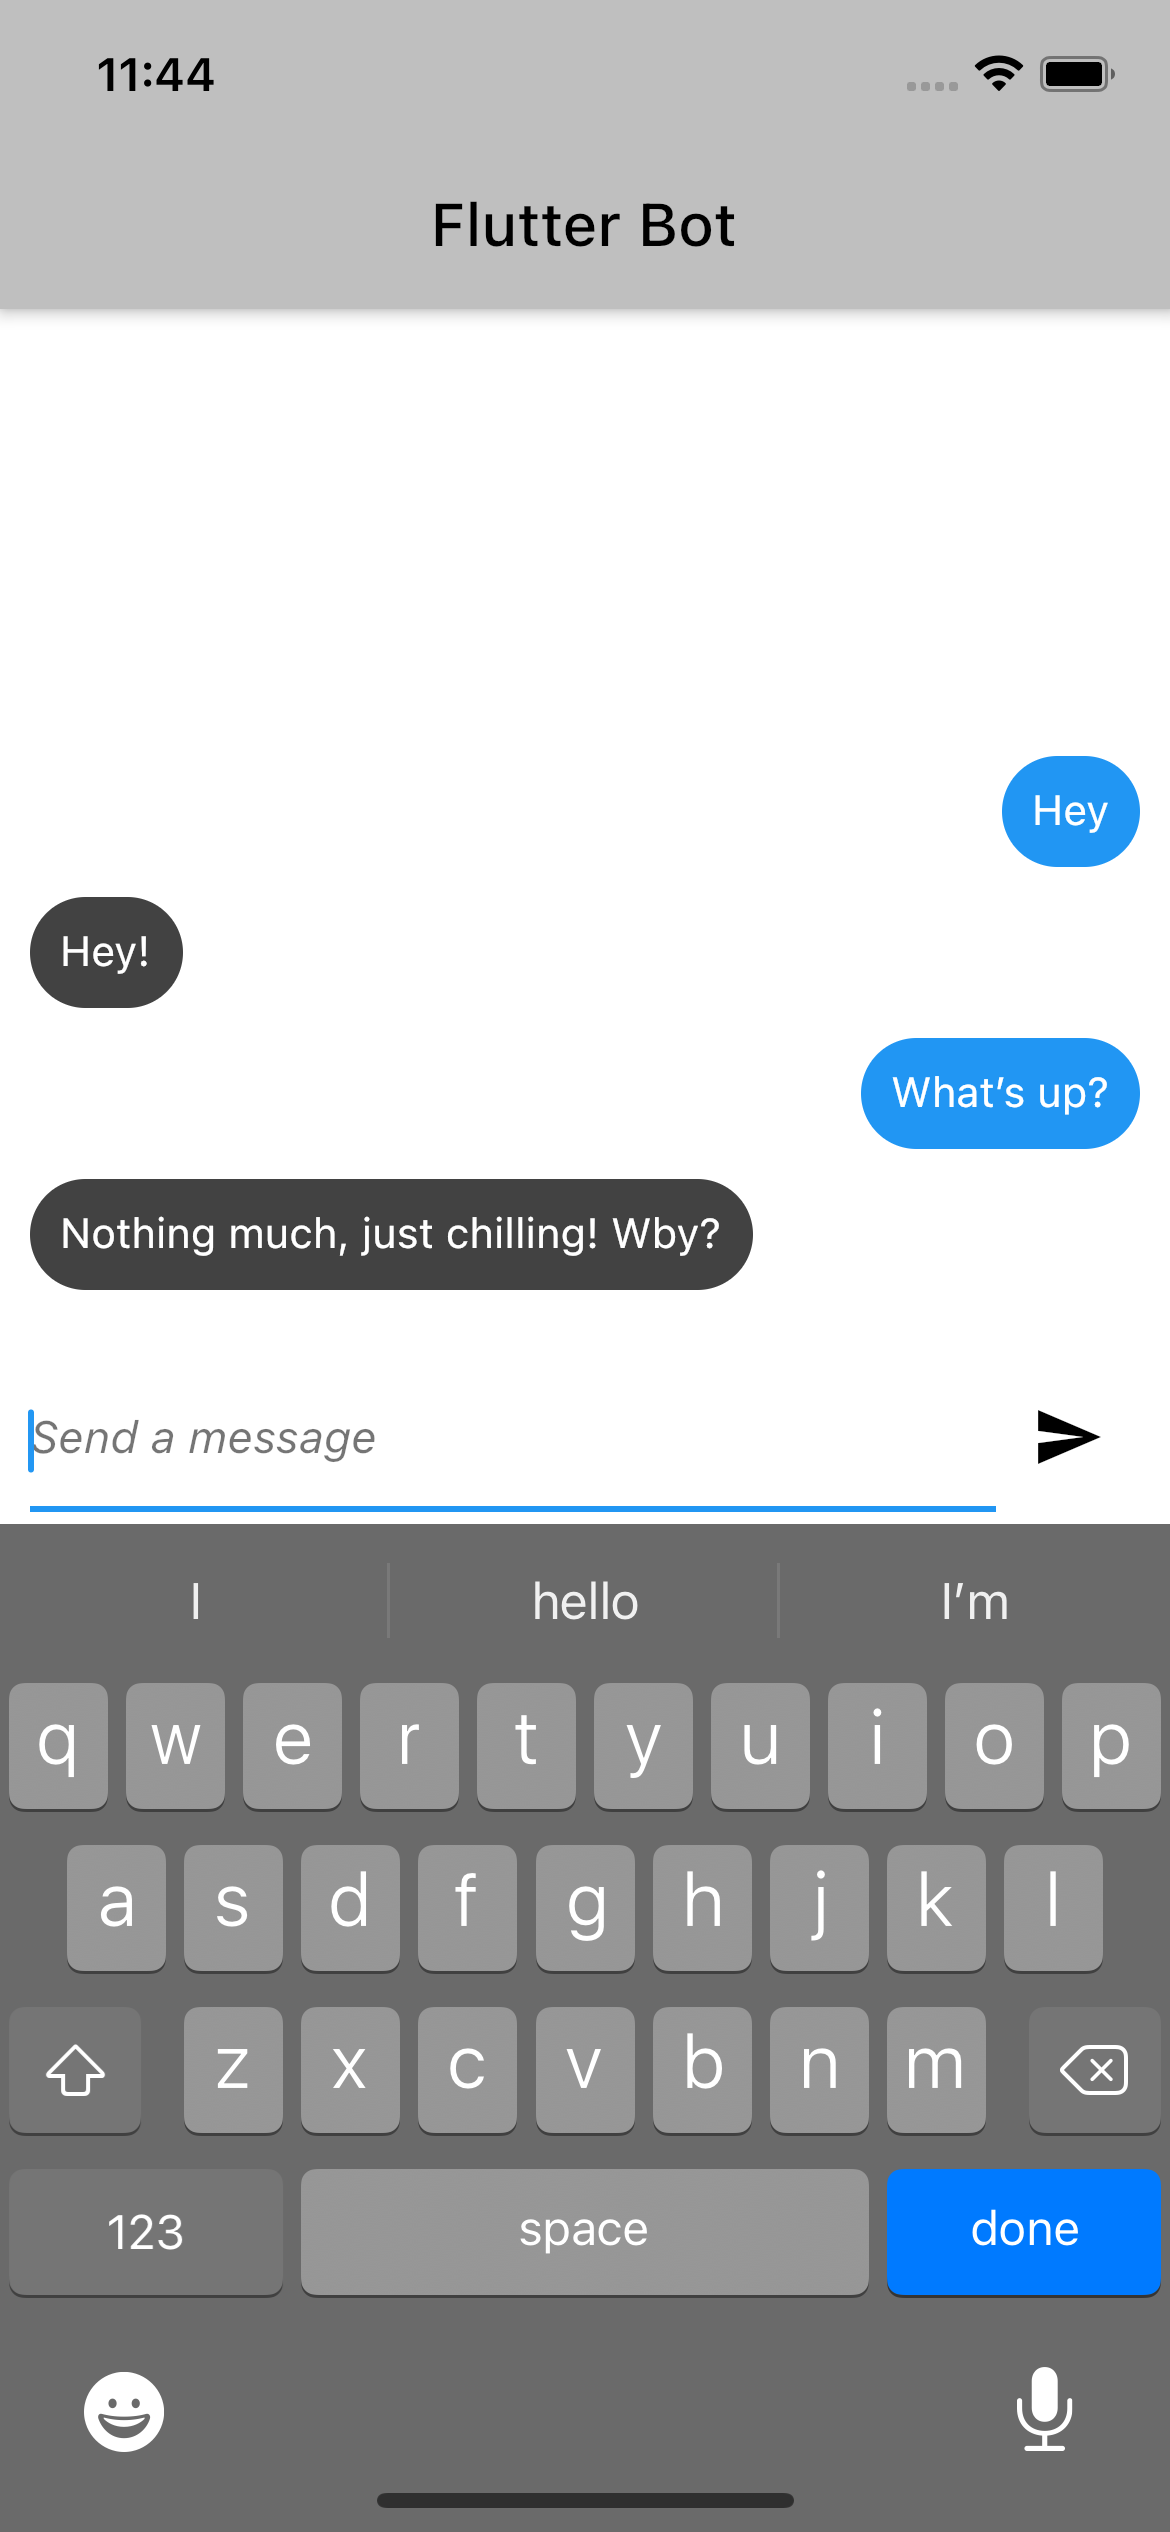 11:44
Flutter Bot
Hey
Hey!
What’s up?
Nothing much, just chilling! Wby?
Send a message
I hello I’m
q w e r t y u i o p
a s d f g h j k l
z x c v b n m
123 space done